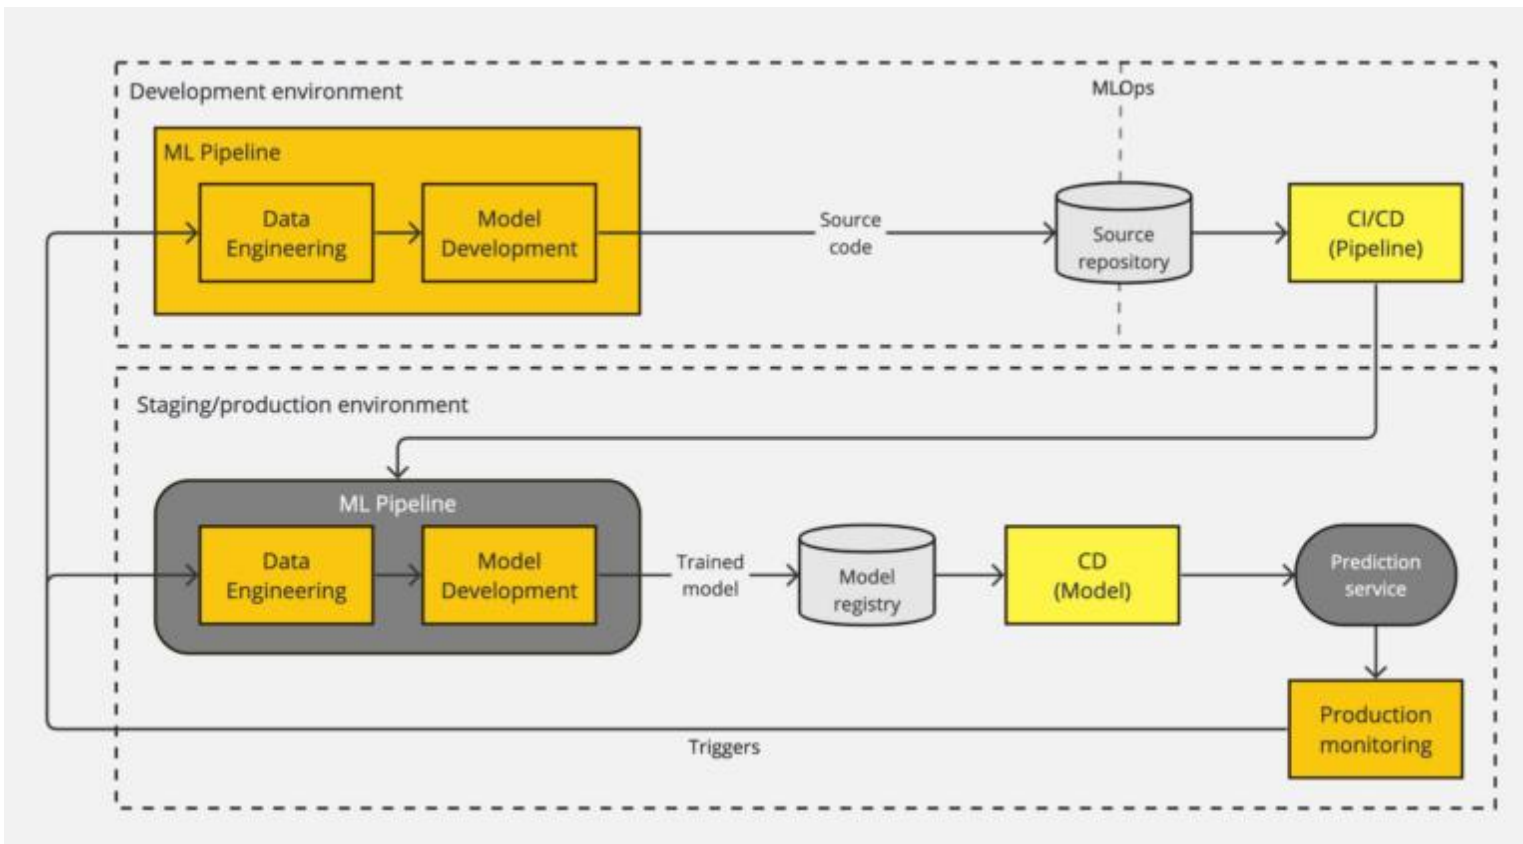 Development environment
MLOps
ML Pipeline
Data
Engineering
Model
Development
Source
code
Source
repository
CI/CD
(Pipeline)
Staging/production environment
ML Pipeline
Data
Engineering
Model
Development
Trained
model
Model
registry
CD
(Model)
Prediction
service
Production
monitoring
Triggers